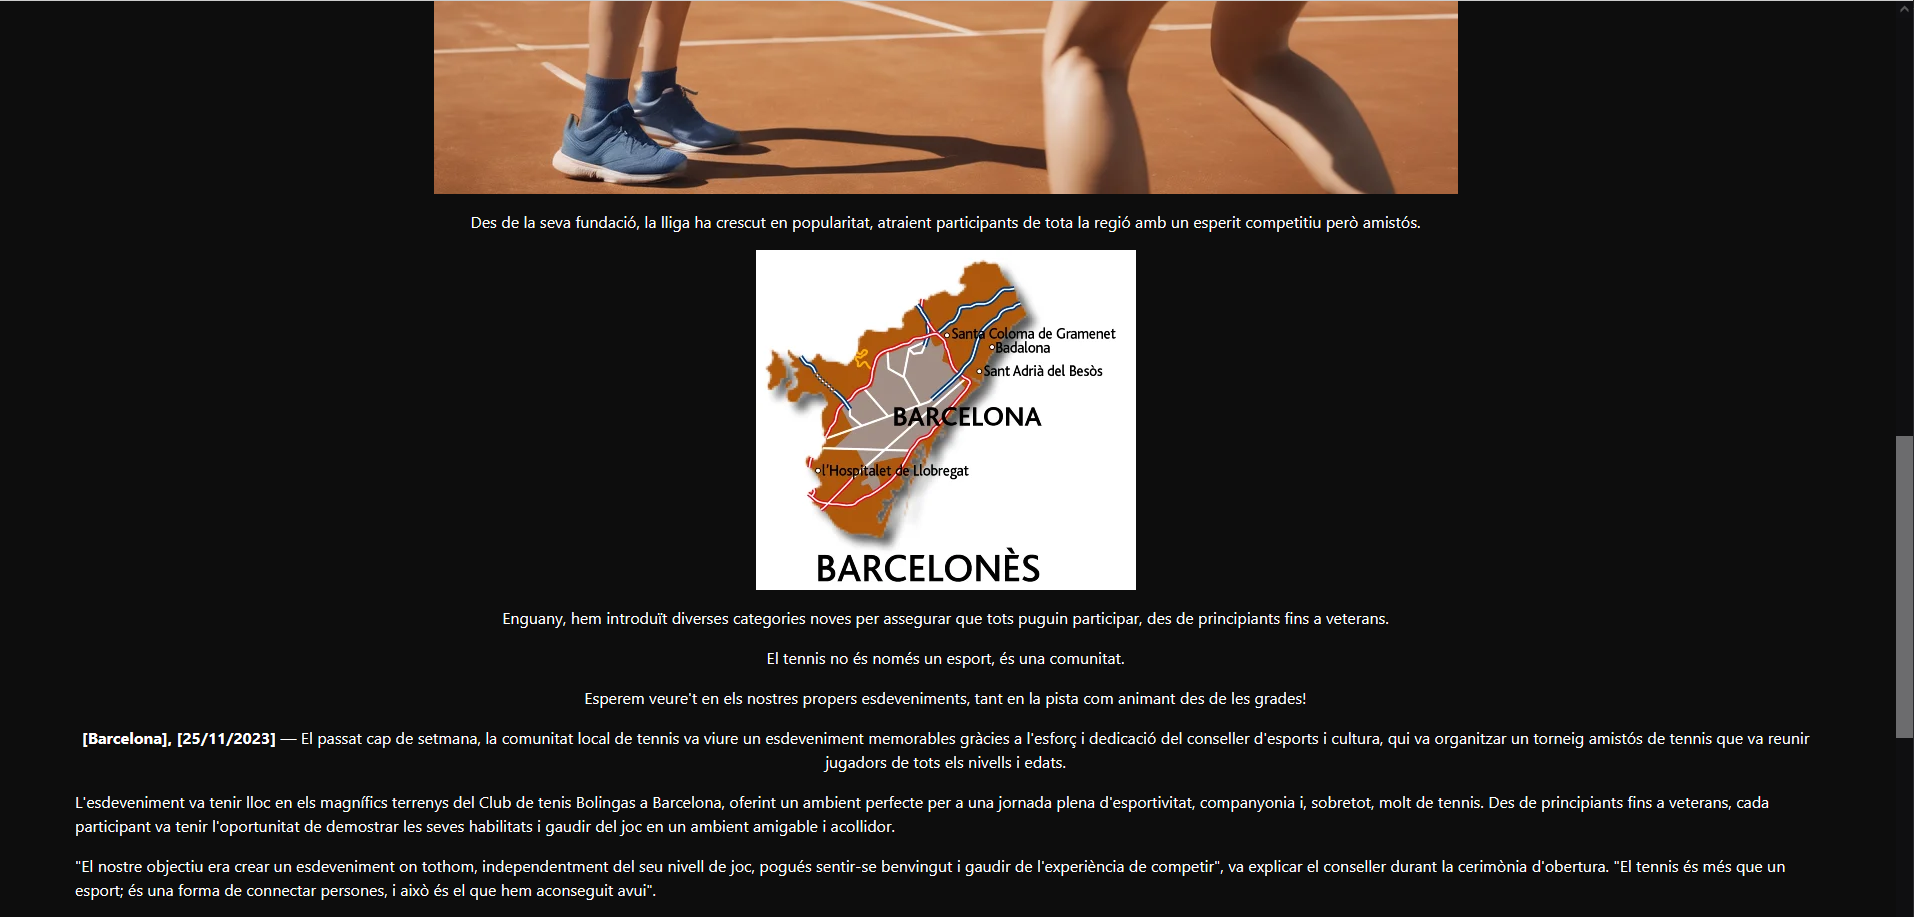 Des de la seva fundació, la lliga ha crescut en popularitat, atraient participants de tota la regió amb un esperit competitiu però amistós.
Santa Coloma de Gramenet
Badalona
Sant Adrià del Besòs
BARCELONA
l'Hospitalet de Llobregat
BARCELONÈS
Enguany, hem introduït diverses categories noves per assegurar que tots puguin participar, des de principiants fins a veterans.
El tennis no és només un esport, és una comunitat.
Esperem veure't en els nostres propers esdeveniments, tant en la pista com animant des de les grades!
[Barcelona], [25/11/2023] — El passat cap de setmana, la comunitat local de tennis va viure un esdeveniment memorables gràcies a l'esforç i dedicació del conseller d'esports i cultura, qui va organitzar un torneig amistós de tennis que va reunir
jugadors de tots els nivells i edats.
L'esdeveniment va tenir lloc en els magnífics terrenys del Club de tenis Bolingas a Barcelona, oferint un ambient perfecte per a una jornada plena d'esportivitat, companyonia i, sobretot, molt de tennis. Des de principiants fins a veterans, cada
participant va tenir l'oportunitat de demostrar les seves habilitats i gaudir del joc en un ambient amigable i acollidor.
"El nostre objectiu era crear un esdeveniment on tothom, independentment del seu nivell de joc, pogués sentir-se benvingut i gaudir de l'experiència de competir", va explicar el conseller durant la cerimònia d'obertura. "El tennis és més que un
esport; és una forma de connectar persones, i això és el que hem aconseguit avui".